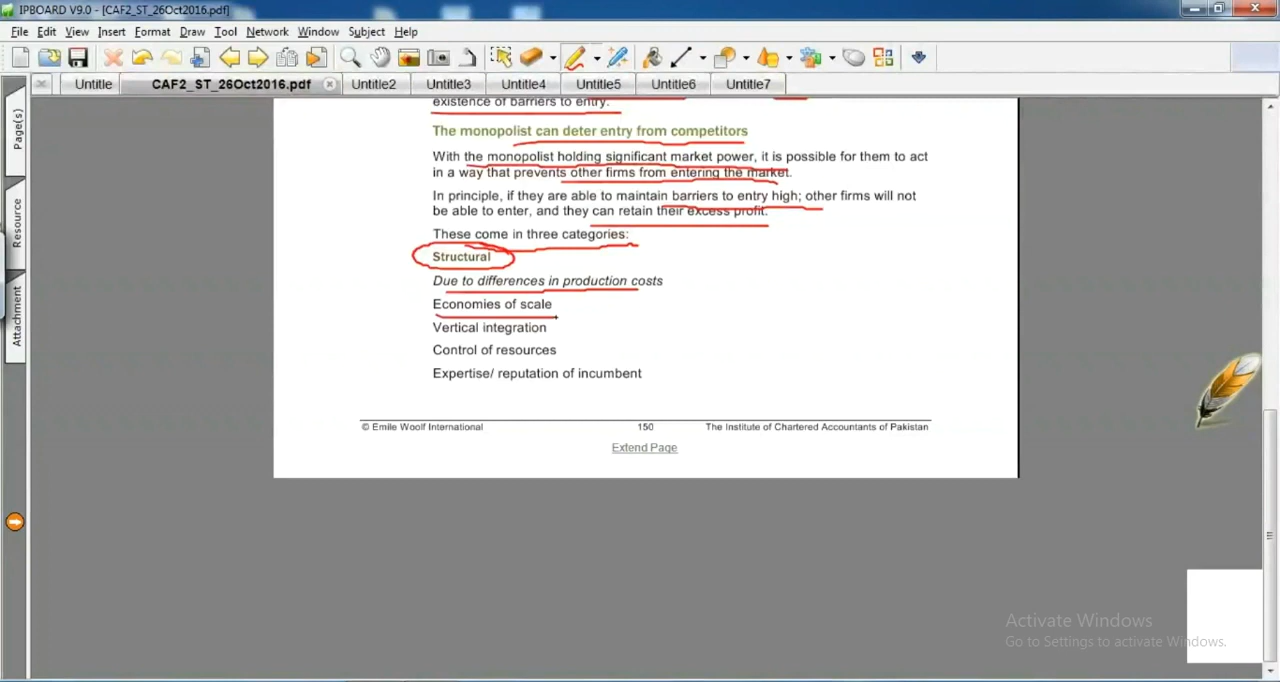 IPBOARD V9.0 - [CAF2_ST_26Oct2016.pdf]
File Edit View Insert Format Draw Tool Network Window Subject Help
Untitle CAF2_ST_26Oct2016.pdf Untitle2 Untitle3 Untitle4 Untitle5 Untitle6 Untitle7
Page(s)
Resource
Attachment
existence of barriers to entry.
The monopolist can deter entry from competitors
With the monopolist holding significant market power, it is possible for them to act
in a way that prevents other firms from entering the market.
In principle, if they are able to maintain barriers to entry high; other firms will not
be able to enter, and they can retain their excess profit.
These come in three categories:
Structural
Due to differences in production costs
Economies of scale
Vertical integration
Control of resources
Expertise/ reputation of incumbent
© Emile Woolf International 150 The Institute of Chartered Accountants of Pakistan
Extend Page
Activate Windows
Go to Settings to activate Windows.